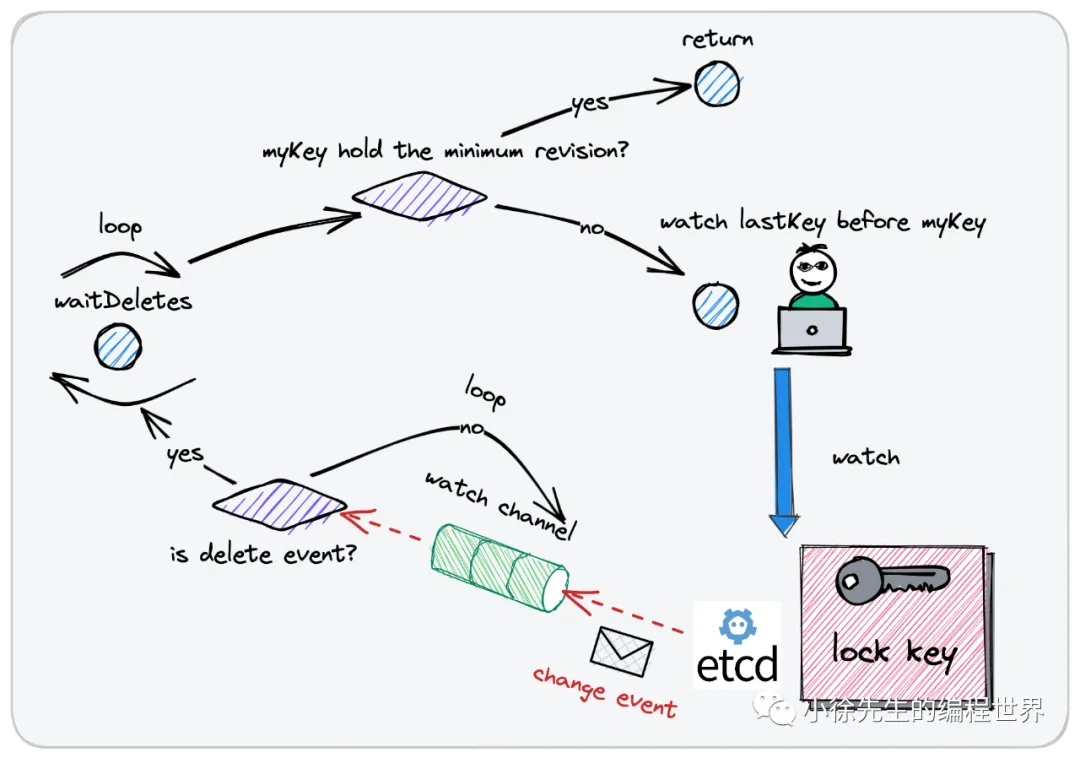 return
yes
myKey hold the minimum revision?
loop
no
watch lastKey before myKey
waitDeletes
loop
no
yes
watch
watch channel
is delete event?
etcd
lock key
change event
小徐先生的编程世界